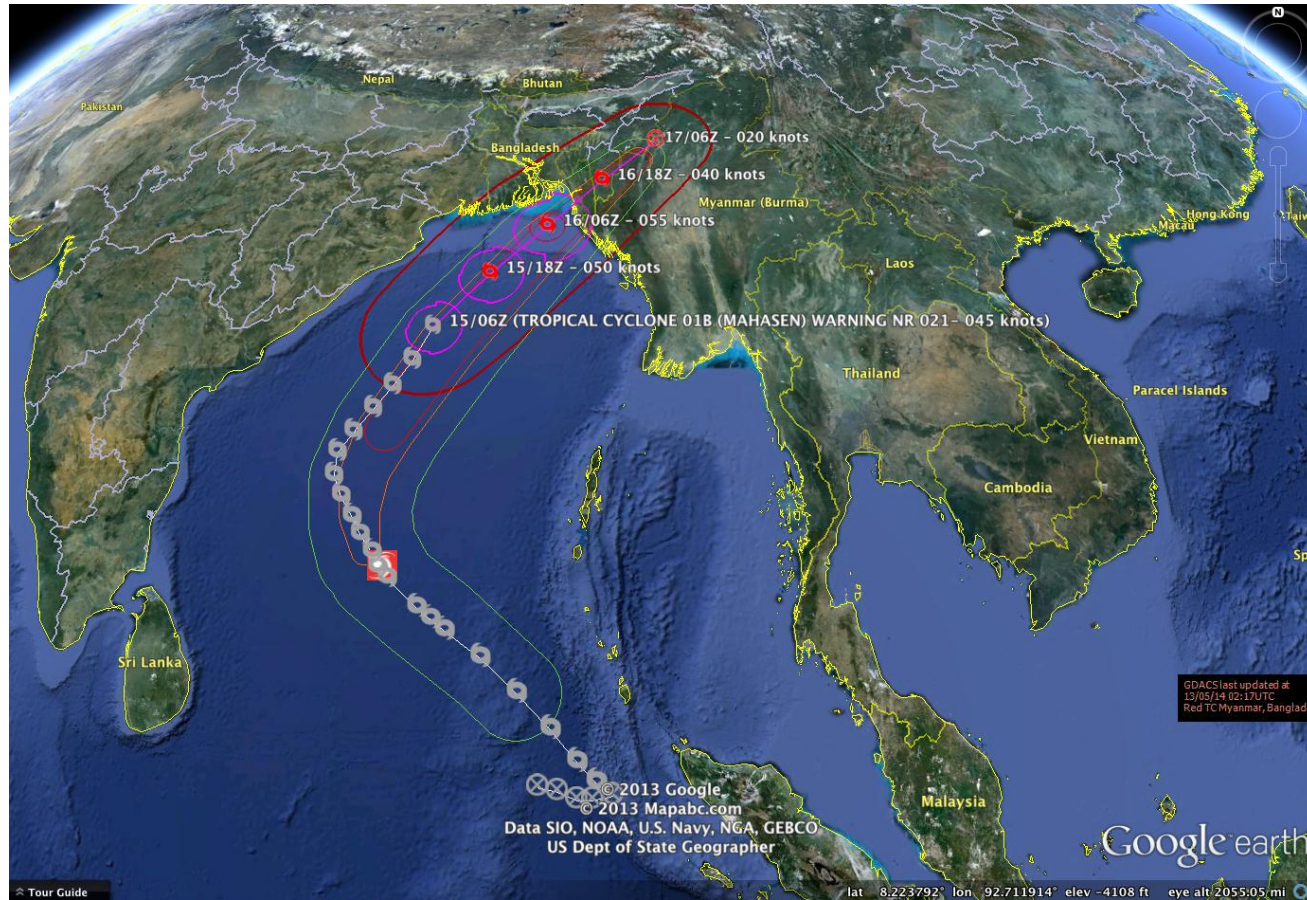 N
Nepal
Bhutan
Pakistan
17/06Z – 020 knots
Bangladesh
16/18Z – 040 knots
Myanmar (Burma)
16/06Z – 055 knots
Hong Kong
Macau
15/18Z – 050 knots
Laos
15/06Z (TROPICAL CYCLONE 01B (MAHASEN) WARNING NR 021– 045 knots)
Thailand
Paracel Islands
Vietnam
Cambodia
Sri Lanka
GDACS last updated at
13/05/14 02:17UTC
Red TC Myanmar, Banglad
© 2013 Google
© 2013 Mapabc.com
Data SIO, NOAA, U.S. Navy, NGA, GEBCO
US Dept of State Geographer
Malaysia
Google earth
Tour Guide
lat 8.223792° lon 92.711914° elev -4108 ft eye alt 2055.05 mi